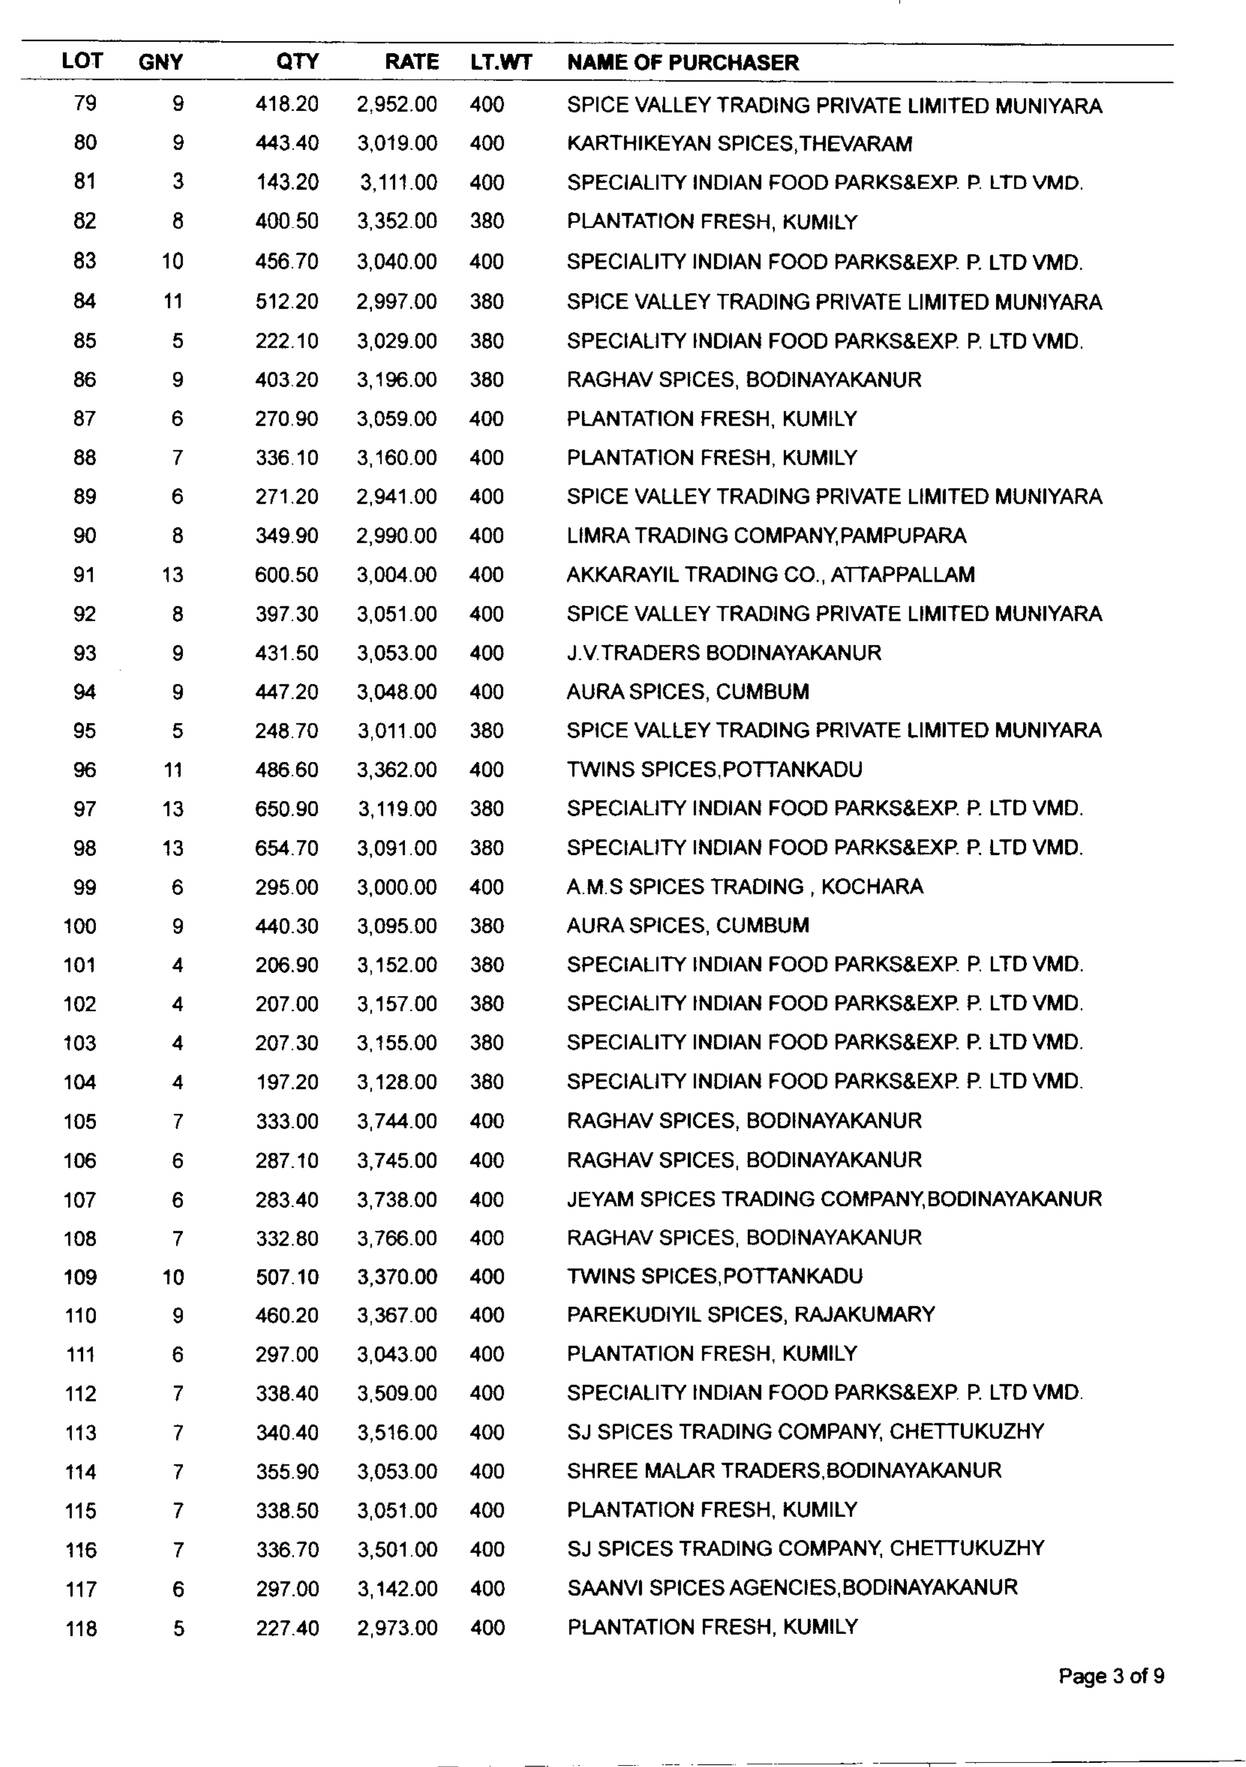 LOT GNY QTY RATE LT.WT NAME OF PURCHASER
79 9 418.20 2,952.00 400 SPICE VALLEY TRADING PRIVATE LIMITED MUNIYARA
80 9 443.40 3,019.00 400 KARTHIKEYAN SPICES,THEVARAM
81 3 143.20 3,111.00 400 SPECIALITY INDIAN FOOD PARKS&EXP. P. LTD VMD.
82 8 400.50 3,352.00 380 PLANTATION FRESH, KUMILY
83 10 456.70 3,040.00 400 SPECIALITY INDIAN FOOD PARKS&EXP. P. LTD VMD.
84 11 512.20 2,997.00 380 SPICE VALLEY TRADING PRIVATE LIMITED MUNIYARA
85 5 222.10 3,029.00 380 SPECIALITY INDIAN FOOD PARKS&EXP. P. LTD VMD.
86 9 403.20 3,196.00 380 RAGHAV SPICES, BODINAYAKANUR
87 6 270.90 3,059.00 400 PLANTATION FRESH, KUMILY
88 7 336.10 3,160.00 400 PLANTATION FRESH, KUMILY
89 6 271.20 2,941.00 400 SPICE VALLEY TRADING PRIVATE LIMITED MUNIYARA
90 8 349.90 2,990.00 400 LIMRA TRADING COMPANY,PAMPUPARA
91 13 600.50 3,004.00 400 AKKARAYIL TRADING CO., ATTAPPALLAM
92 8 397.30 3,051.00 400 SPICE VALLEY TRADING PRIVATE LIMITED MUNIYARA
93 9 431.50 3,053.00 400 J.V.TRADERS BODINAYAKANUR
94 9 447.20 3,048.00 400 AURA SPICES, CUMBUM
95 5 248.70 3,011.00 380 SPICE VALLEY TRADING PRIVATE LIMITED MUNIYARA
96 11 486.60 3,362.00 400 TWINS SPICES,POTTANKADU
97 13 650.90 3,119.00 380 SPECIALITY INDIAN FOOD PARKS&EXP. P. LTD VMD.
98 13 654.70 3,091.00 380 SPECIALITY INDIAN FOOD PARKS&EXP. P. LTD VMD.
99 6 295.00 3,000.00 400 A.M.S SPICES TRADING , KOCHARA
100 9 440.30 3,095.00 380 AURA SPICES, CUMBUM
101 4 206.90 3,152.00 380 SPECIALITY INDIAN FOOD PARKS&EXP. P. LTD VMD.
102 4 207.00 3,157.00 380 SPECIALITY INDIAN FOOD PARKS&EXP. P. LTD VMD.
103 4 207.30 3,155.00 380 SPECIALITY INDIAN FOOD PARKS&EXP. P. LTD VMD.
104 4 197.20 3,128.00 380 SPECIALITY INDIAN FOOD PARKS&EXP. P. LTD VMD.
105 7 333.00 3,744.00 400 RAGHAV SPICES, BODINAYAKANUR
106 6 287.10 3,745.00 400 RAGHAV SPICES, BODINAYAKANUR
107 6 283.40 3,738.00 400 JEYAM SPICES TRADING COMPANY,BODINAYAKANUR
108 7 332.80 3,766.00 400 RAGHAV SPICES, BODINAYAKANUR
109 10 507.10 3,370.00 400 TWINS SPICES,POTTANKADU
110 9 460.20 3,367.00 400 PAREKUDIYIL SPICES, RAJAKUMARY
111 6 297.00 3,043.00 400 PLANTATION FRESH, KUMILY
112 7 338.40 3,509.00 400 SPECIALITY INDIAN FOOD PARKS&EXP. P. LTD VMD.
113 7 340.40 3,516.00 400 SJ SPICES TRADING COMPANY, CHETTUKUZHY
114 7 355.90 3,053.00 400 SHREE MALAR TRADERS,BODINAYAKANUR
115 7 338.50 3,051.00 400 PLANTATION FRESH, KUMILY
116 7 336.70 3,501.00 400 SJ SPICES TRADING COMPANY, CHETTUKUZHY
117 6 297.00 3,142.00 400 SAANVI SPICES AGENCIES,BODINAYAKANUR
118 5 227.40 2,973.00 400 PLANTATION FRESH, KUMILY
Page 3 of 9